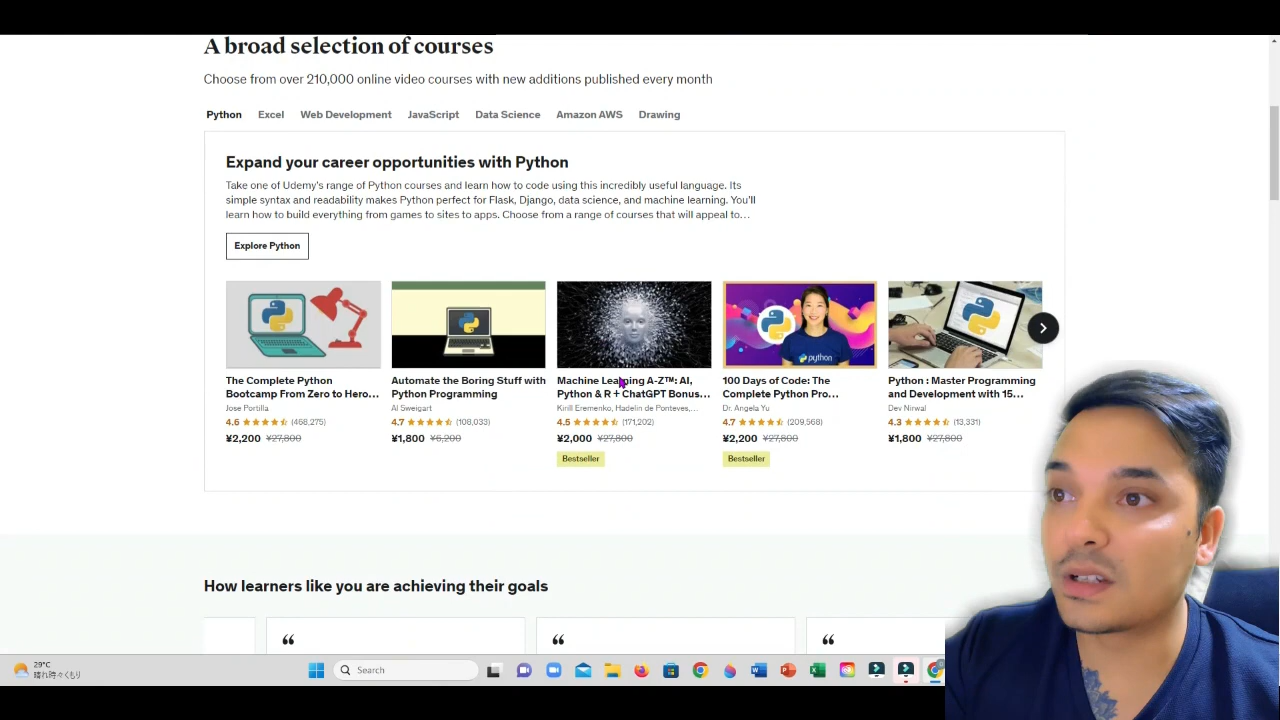 A broad selection of courses
Choose from over 210,000 online video courses with new additions published every month
Python Excel Web Development JavaScript Data Science Amazon AWS Drawing
Expand your career opportunities with Python
Take one of Udemy's range of Python courses and learn how to code using this incredibly useful language. Its
simple syntax and readability makes Python perfect for Flask, Django, data science, and machine learning. You'll
learn how to build everything from games to sites to apps. Choose from a range of courses that will appeal to…
Explore Python
python
The Complete Python
Bootcamp From Zero to Hero…
Jose Portilla
4.6 (468,275)
¥2,200 ¥27,800
Automate the Boring Stuff with
Python Programming
Al Sweigart
4.7 (108,033)
¥1,800 ¥6,200
Machine Learning A-Z™: AI,
Python & R + ChatGPT Bonus…
Kirill Eremenko, Hadelin de Ponteves,…
4.5 (171,202)
¥2,000 ¥27,800
Bestseller
100 Days of Code: The
Complete Python Pro…
Dr. Angela Yu
4.7 (209,568)
¥2,200 ¥27,800
Bestseller
Python : Master Programming
and Development with 15…
Dev Nirwal
4.3 (13,331)
¥1,800 ¥27,800
How learners like you are achieving their goals
29°C
晴れ時々くもり
Search